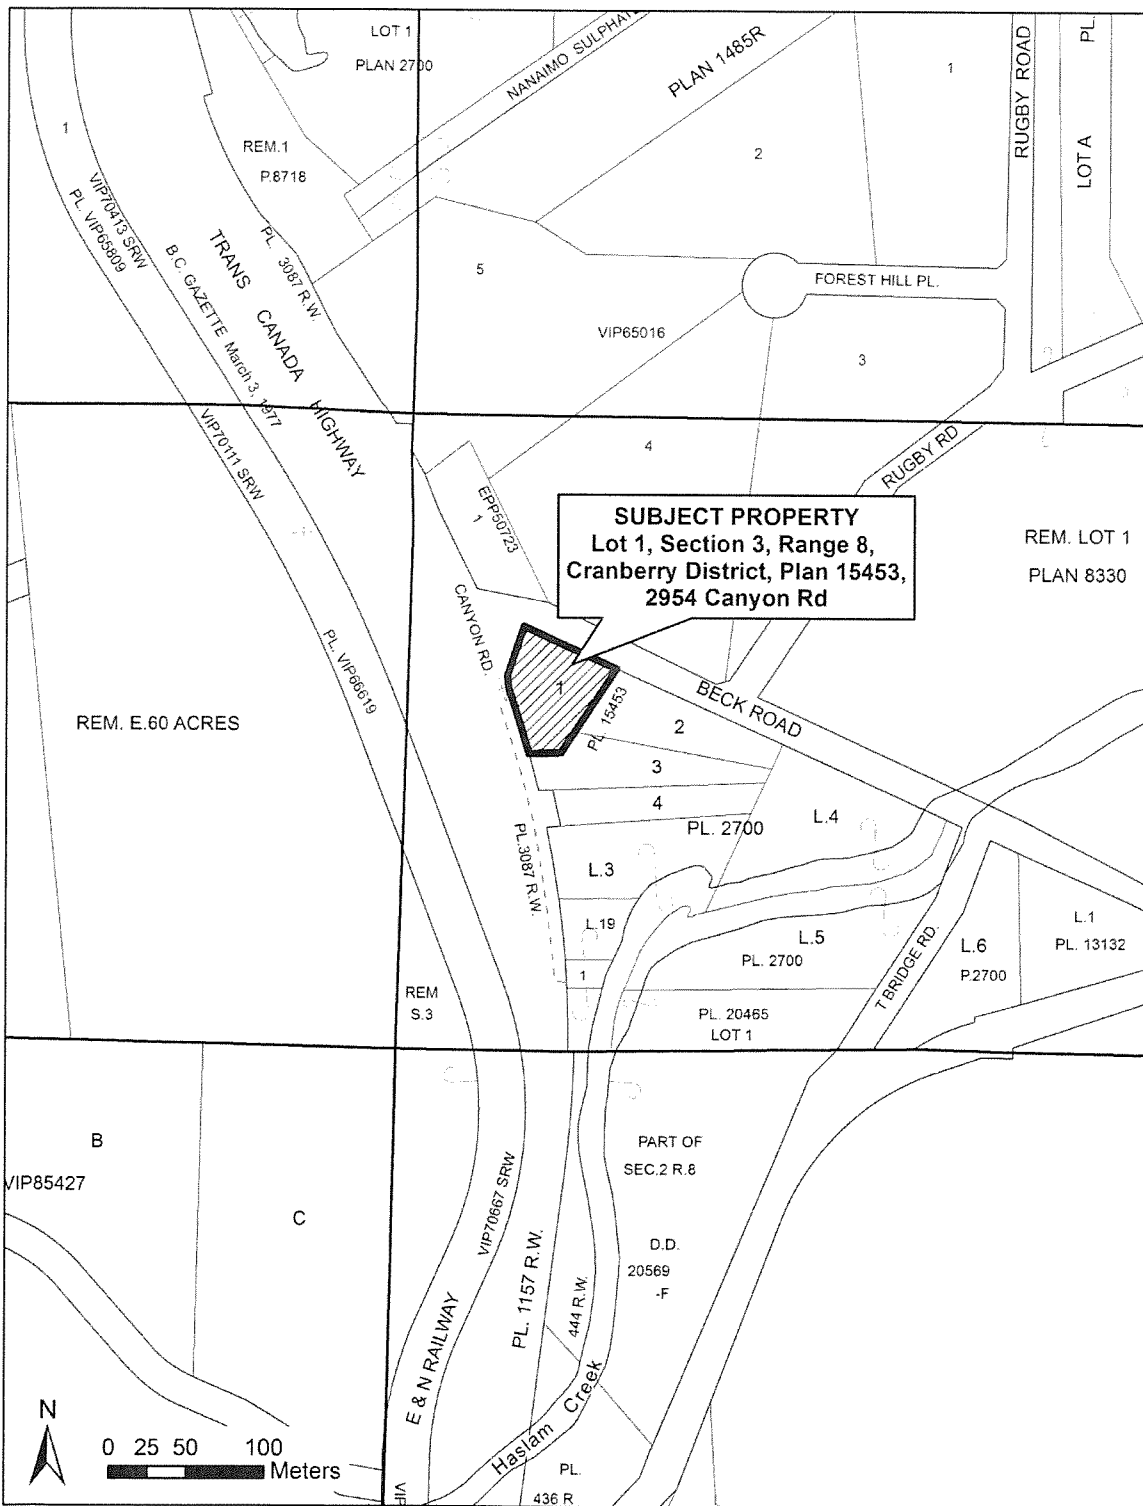 LOT 1
PLAN 2700
NANAIMO SULPHATE
PLAN 1485R
1
RUGBY ROAD
LOT A
PL.
1
REM.1
P.8718
2
VIP70413 SRW
PL. VIP65809
TRANS CANADA HIGHWAY
B.C. GAZETTE March 3, 1977
PL. 3087 R.W.
5
FOREST HILL PL.
VIP65016
3
3
VIP70111 SRW
4
RUGBY RD
EPP50723
1
SUBJECT PROPERTY
Lot 1, Section 3, Range 8,
Cranberry District, Plan 15453,
2954 Canyon Rd
REM. LOT 1
PLAN 8330
CANYON RD.
PL. VIP66619
1
PL. 15453
BECK ROAD
REM. E.60 ACRES
2
3
4
PL. 2700
L.4
PL.3087 R.W.
L.3
L.19
L.5
PL. 2700
L.6
P.2700
L.1
PL. 13132
T BRIDGE RD.
1
REM
S.3
PL. 20465
LOT 1
B
VIP85427
C
PART OF
SEC.2 R.8
VIP70667 SRW
PL. 1157 R.W.
D.D.
20569
-F
444 R.W.
E & N RAILWAY
Haslam Creek
N
0 25 50 100
Meters
PL.
436 R
VIP